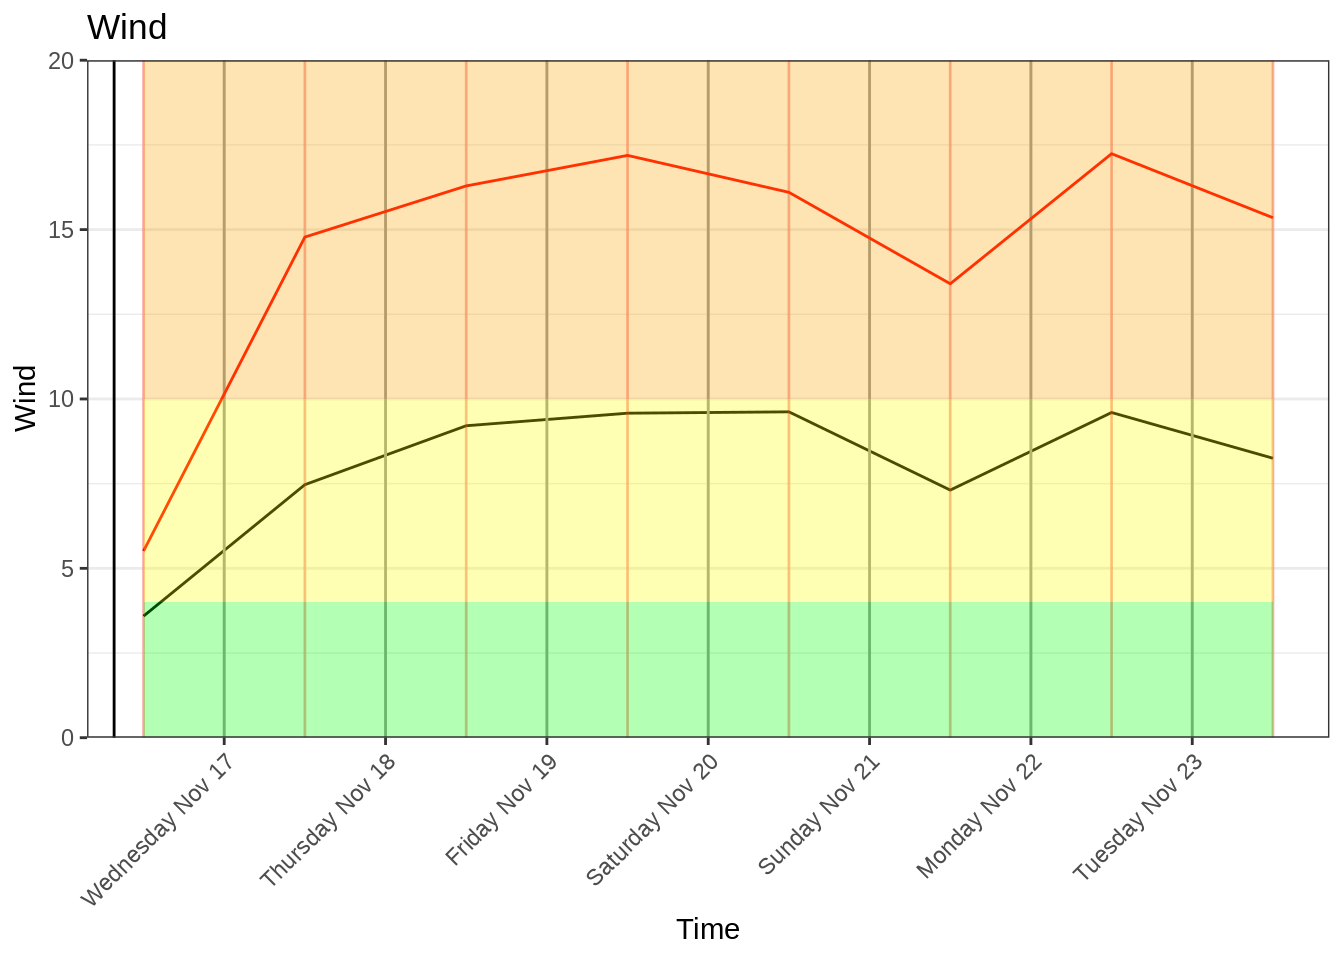 Wind
20
15
10
5
0
Wind
Wednesday Nov 17
Thursday Nov 18
Friday Nov 19
Saturday Nov 20
Sunday Nov 21
Monday Nov 22
Tuesday Nov 23
Time